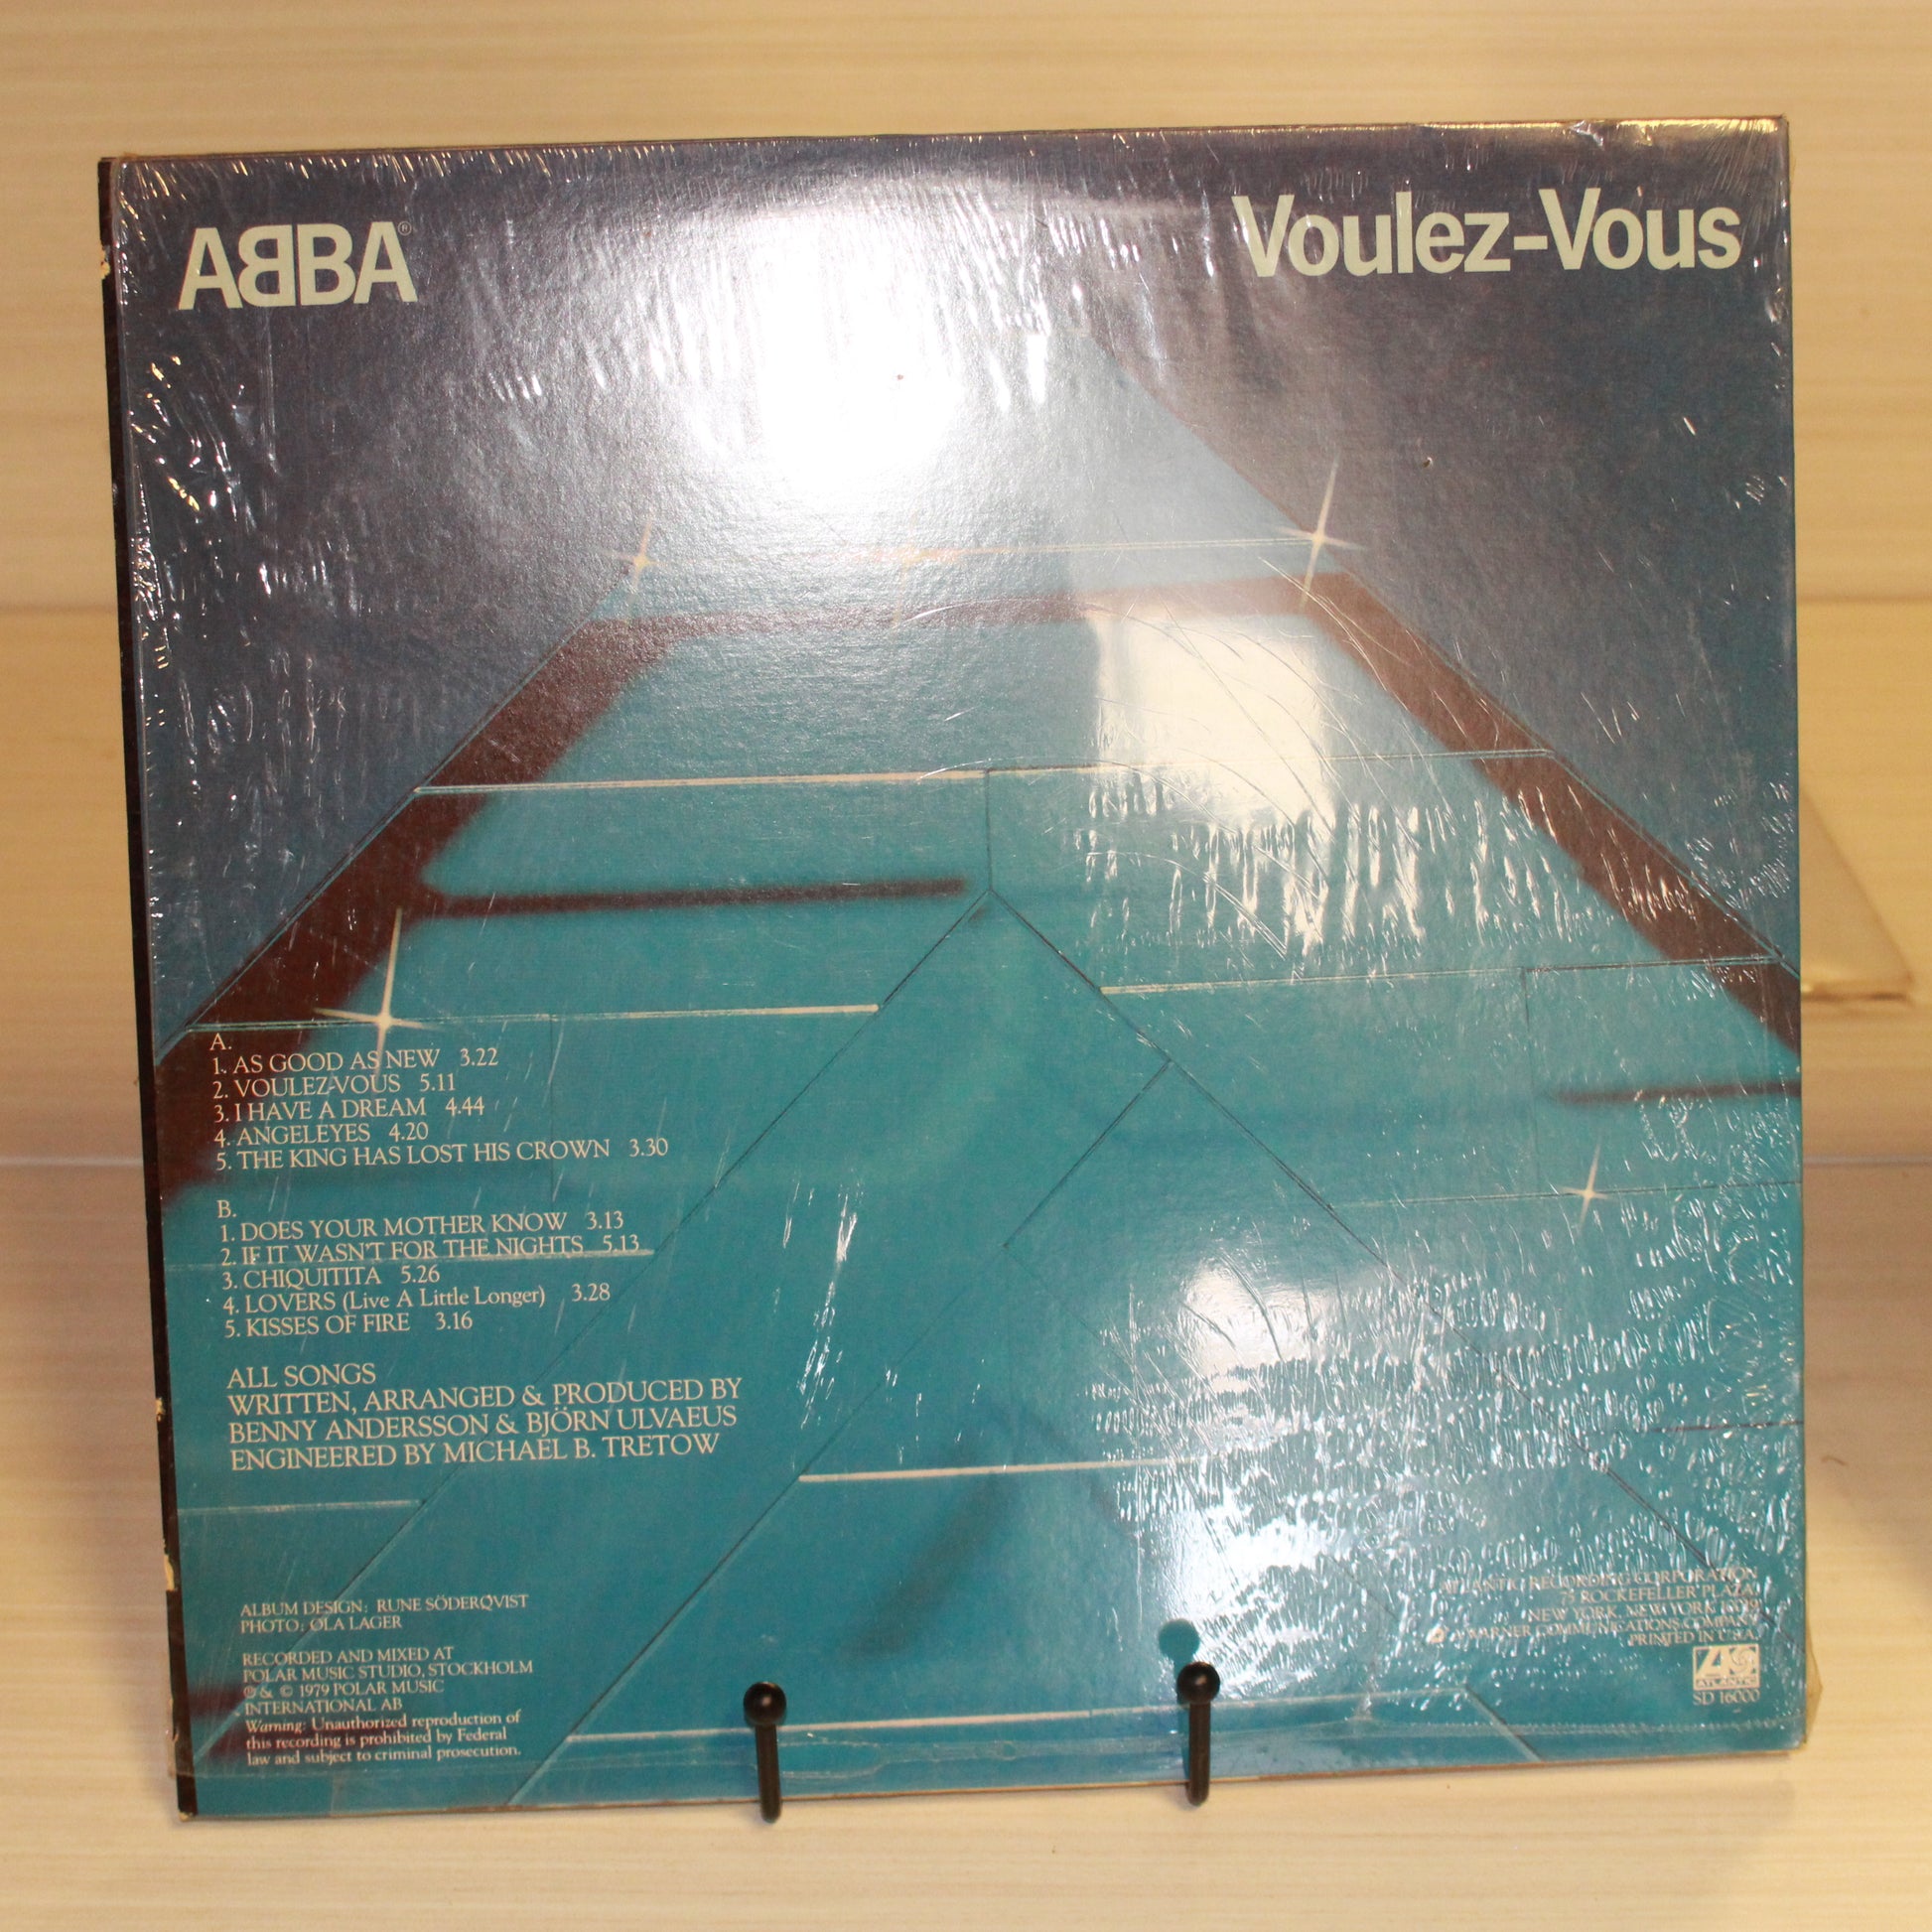 ABBA®
Voulez-Vous
A.
1. AS GOOD AS NEW 3.22
2. VOULEZ-VOUS 5.11
3. I HAVE A DREAM 4.44
4. ANGELEYES 4.20
5. THE KING HAS LOST HIS CROWN 3.30
B.
1. DOES YOUR MOTHER KNOW 3.13
2. IF IT WASN'T FOR THE NIGHTS 5.13
3. CHIQUITITA 5.26
4. LOVERS (Live A Little Longer) 3.28
5. KISSES OF FIRE 3.16
ALL SONGS
WRITTEN, ARRANGED & PRODUCED BY
BENNY ANDERSSON & BJÖRN ULVAEUS
ENGINEERED BY MICHAEL B. TRETOW
ALBUM DESIGN: RUNE SÖDERQVIST
PHOTO: OLA LAGER
RECORDED AND MIXED AT
POLAR MUSIC STUDIO, STOCKHOLM
℗ & © 1979 POLAR MUSIC
INTERNATIONAL AB
Warning: Unauthorized reproduction of
this recording is prohibited by Federal
law and subject to criminal prosecution.
ATLANTIC RECORDING CORPORATION
75 ROCKEFELLER PLAZA
NEW YORK, NEW YORK 10019
A WARNER COMMUNICATIONS COMPANY
PRINTED IN U.S.A.
ATLANTIC
SD 16000